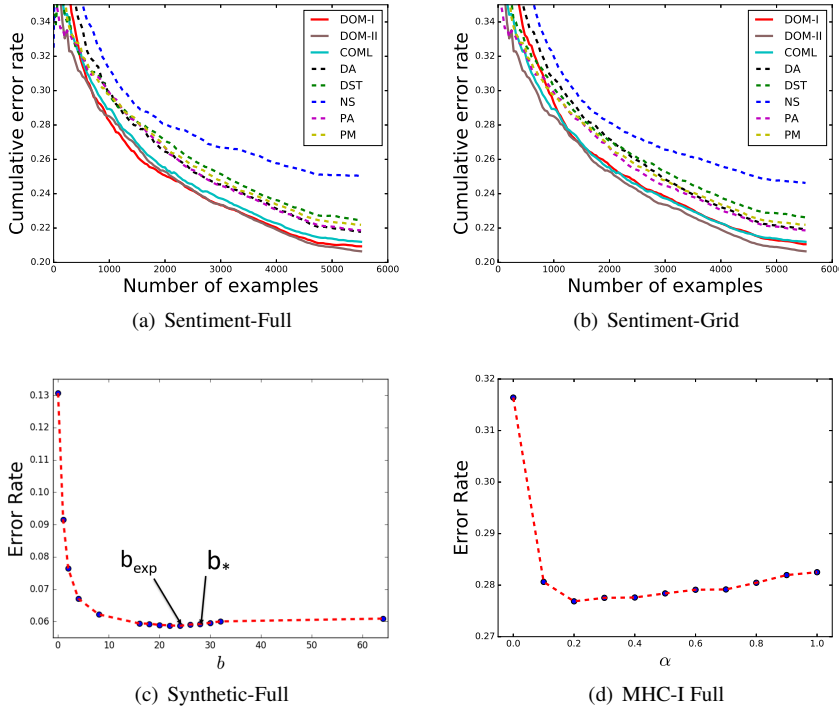 Cumulative error rate
0.34
0.32
0.30
0.28
0.26
0.24
0.22
0.20
0 1000 2000 3000 4000 5000 6000
Number of examples
DOM-I
DOM-II
COML
DA
DST
NS
PA
PM
(a) Sentiment-Full
Cumulative error rate
0.34
0.32
0.30
0.28
0.26
0.24
0.22
0.20
0 1000 2000 3000 4000 5000 6000
Number of examples
DOM-I
DOM-II
COML
DA
DST
NS
PA
PM
(b) Sentiment-Grid
Error Rate
0.13
0.12
0.11
0.10
0.09
0.08
0.07
0.06
b_exp
b_*
0 10 20 30 40 50 60
b
(c) Synthetic-Full
Error Rate
0.32
0.31
0.30
0.29
0.28
0.27
0.0 0.2 0.4 0.6 0.8 1.0
α
(d) MHC-I Full